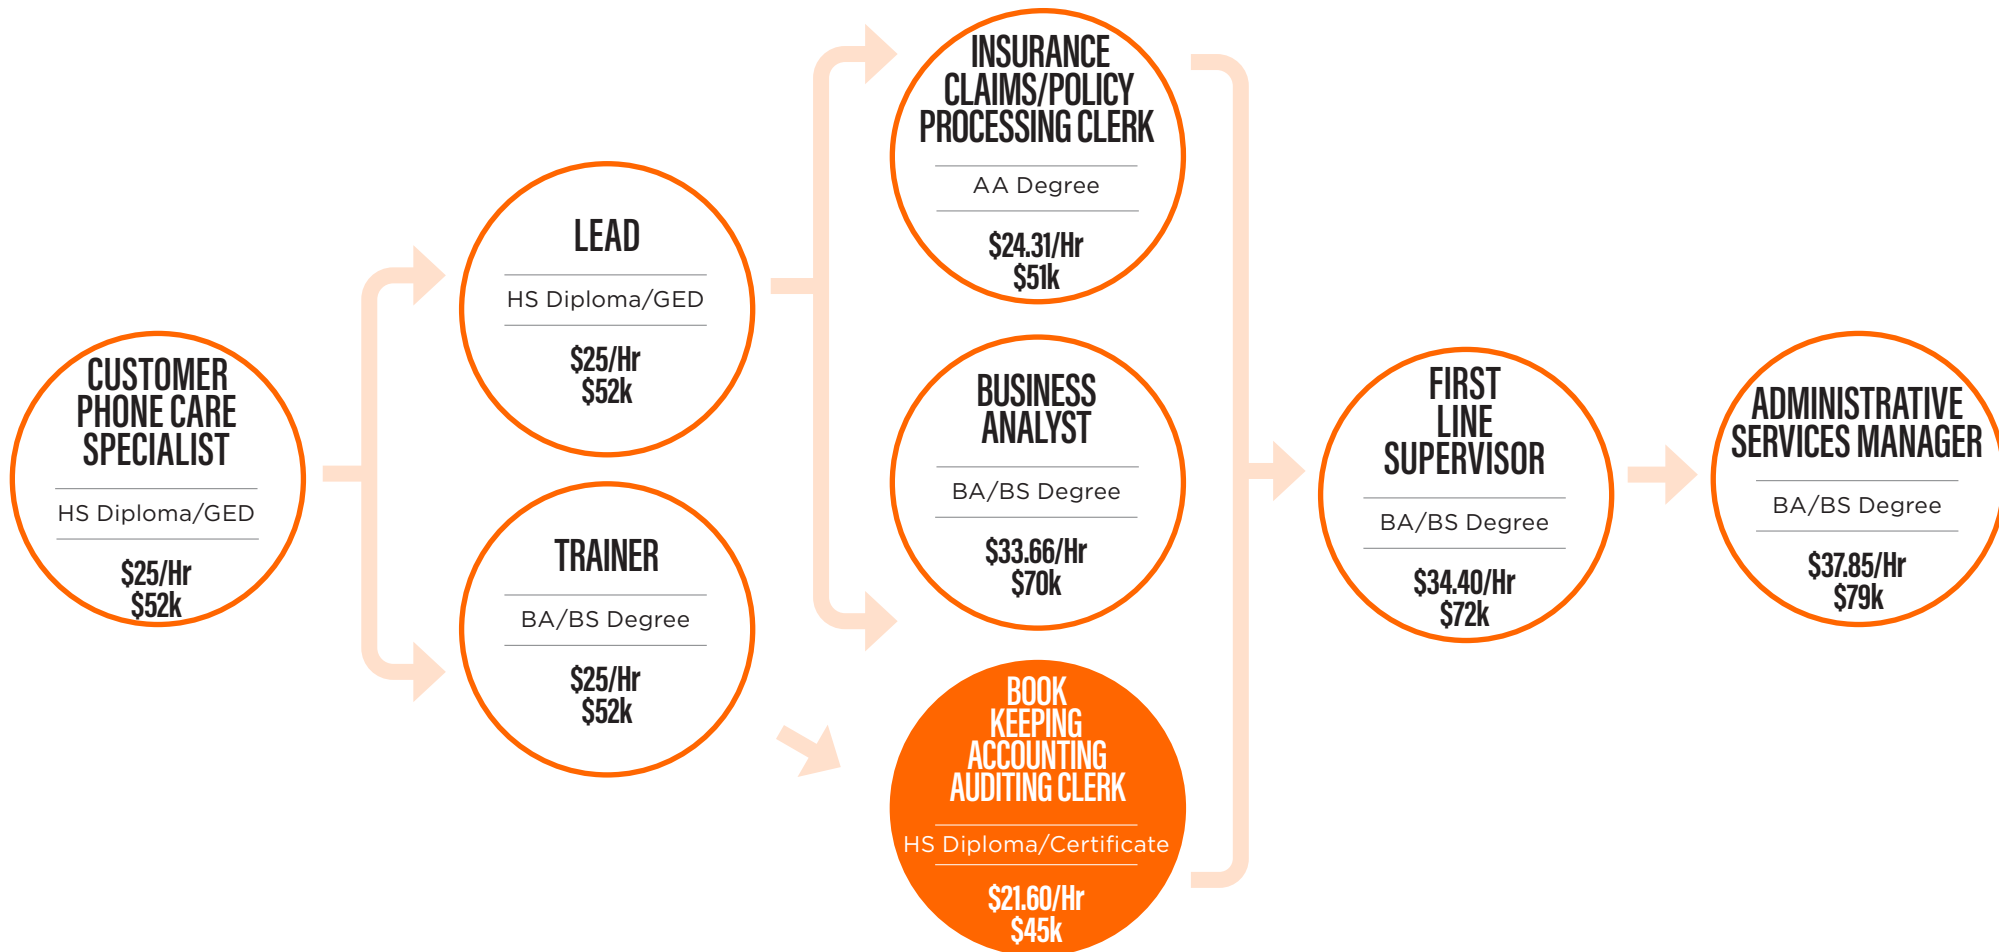 CUSTOMER
PHONE CARE
SPECIALIST
HS Diploma/GED
$25/Hr
$52k
LEAD
HS Diploma/GED
$25/Hr
$52k
TRAINER
BA/BS Degree
$25/Hr
$52k
INSURANCE
CLAIMS/POLICY
PROCESSING CLERK
AA Degree
$24.31/Hr
$51k
BUSINESS
ANALYST
BA/BS Degree
$33.66/Hr
$70k
BOOK
KEEPING
ACCOUNTING
AUDITING CLERK
HS Diploma/Certificate
$21.60/Hr
$45k
FIRST
LINE
SUPERVISOR
BA/BS Degree
$34.40/Hr
$72k
ADMINISTRATIVE
SERVICES MANAGER
BA/BS Degree
$37.85/Hr
$79k